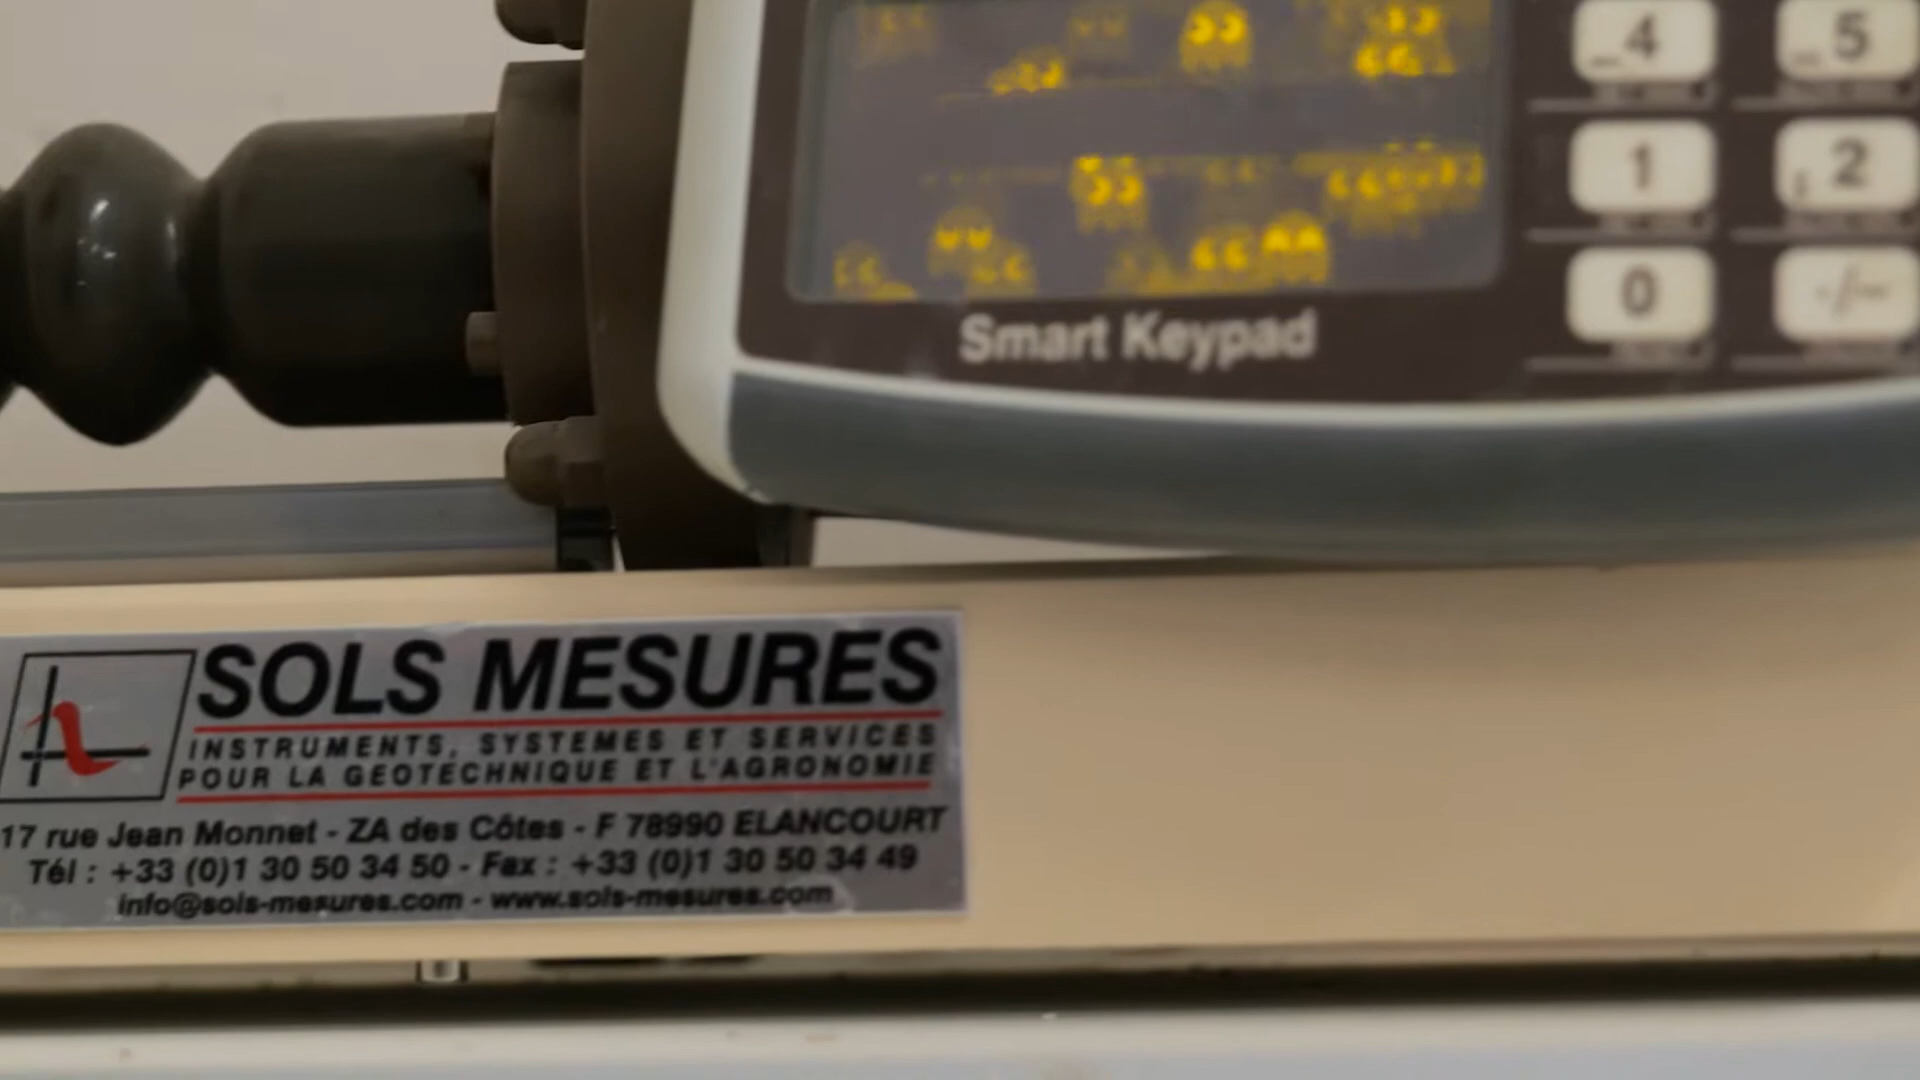 4 5
1 2
0
Smart Keypad
SOLS MESURES
INSTRUMENTS, SYSTEMES ET SERVICES
POUR LA GEOTECHNIQUE ET L'AGRONOMIE
17 rue Jean Monnet - ZA des Côtes - F 78990 ELANCOURT
Tél : +33 (0)1 30 50 34 50 - Fax : +33 (0)1 30 50 34 49
info@sols-mesures.com - www.sols-mesures.com